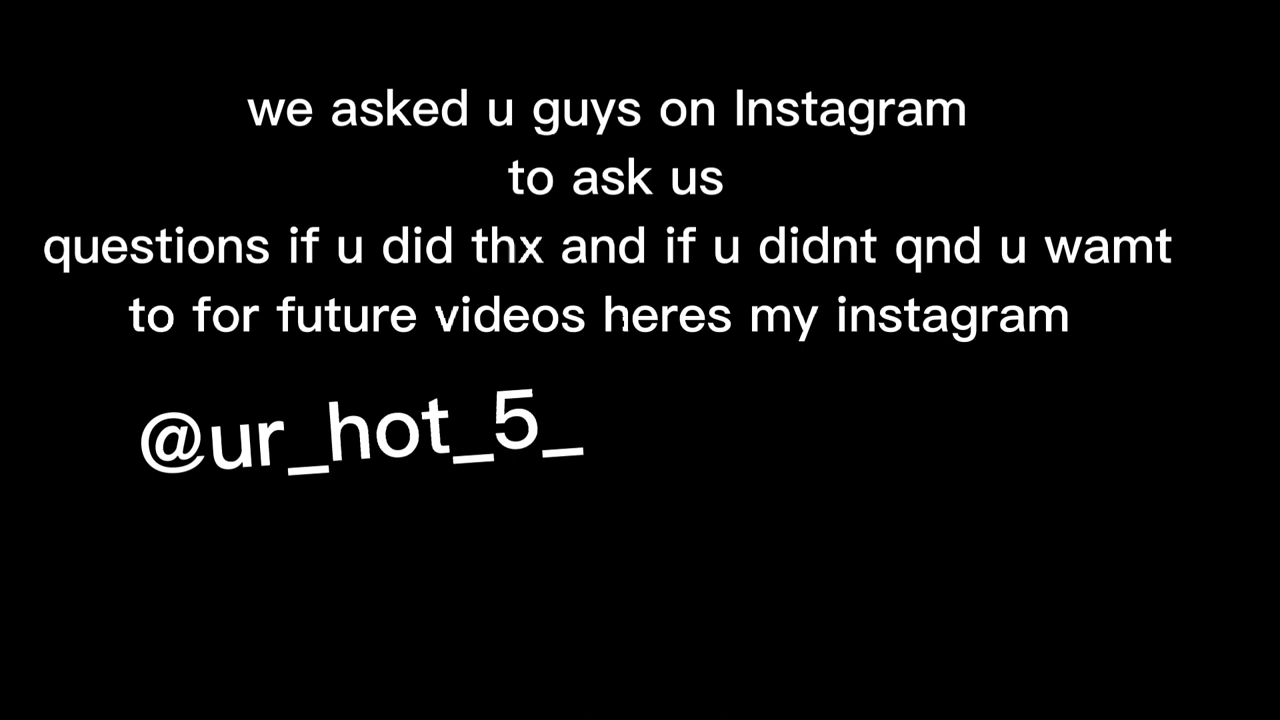 we asked u guys on Instagram
to ask us
questions if u did thx and if u didnt qnd u wamt
to for future videos heres my instagram
@ur_hot_5_